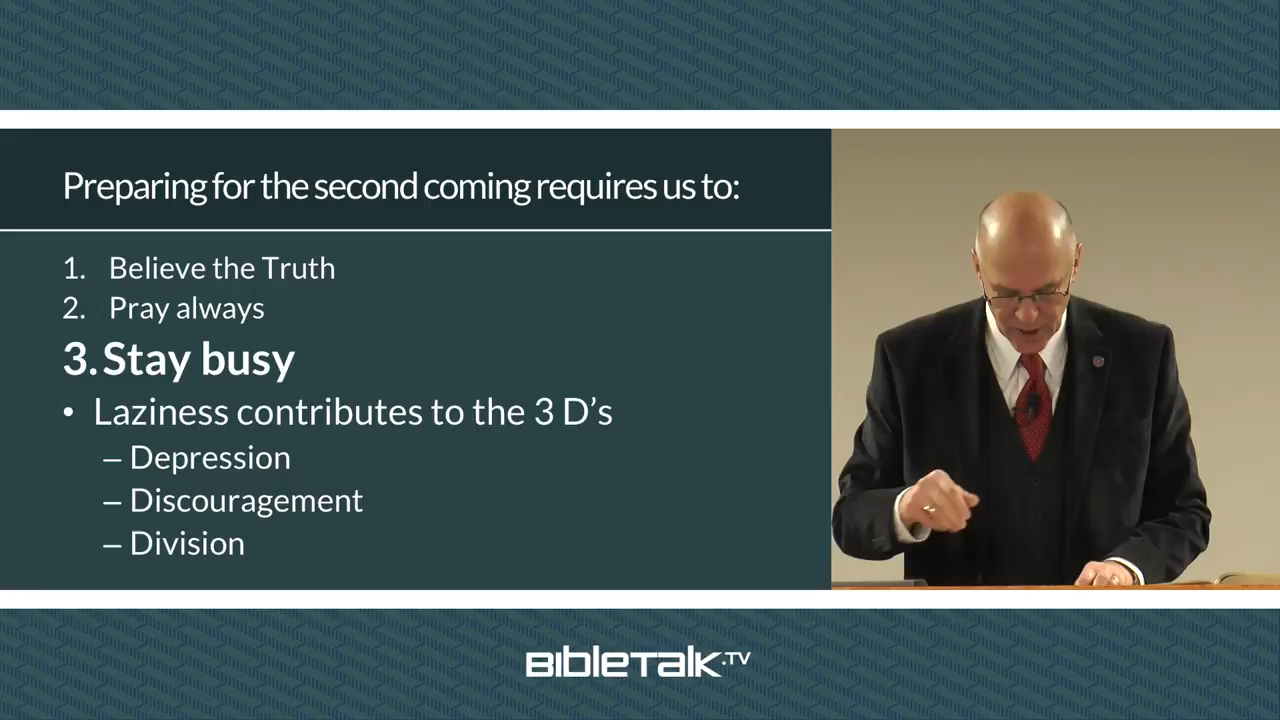 Preparing for the second coming requires us to:
1. Believe the Truth
2. Pray always
3. Stay busy
• Laziness contributes to the 3 D’s
– Depression
– Discouragement
– Division
BibleTalk.TV